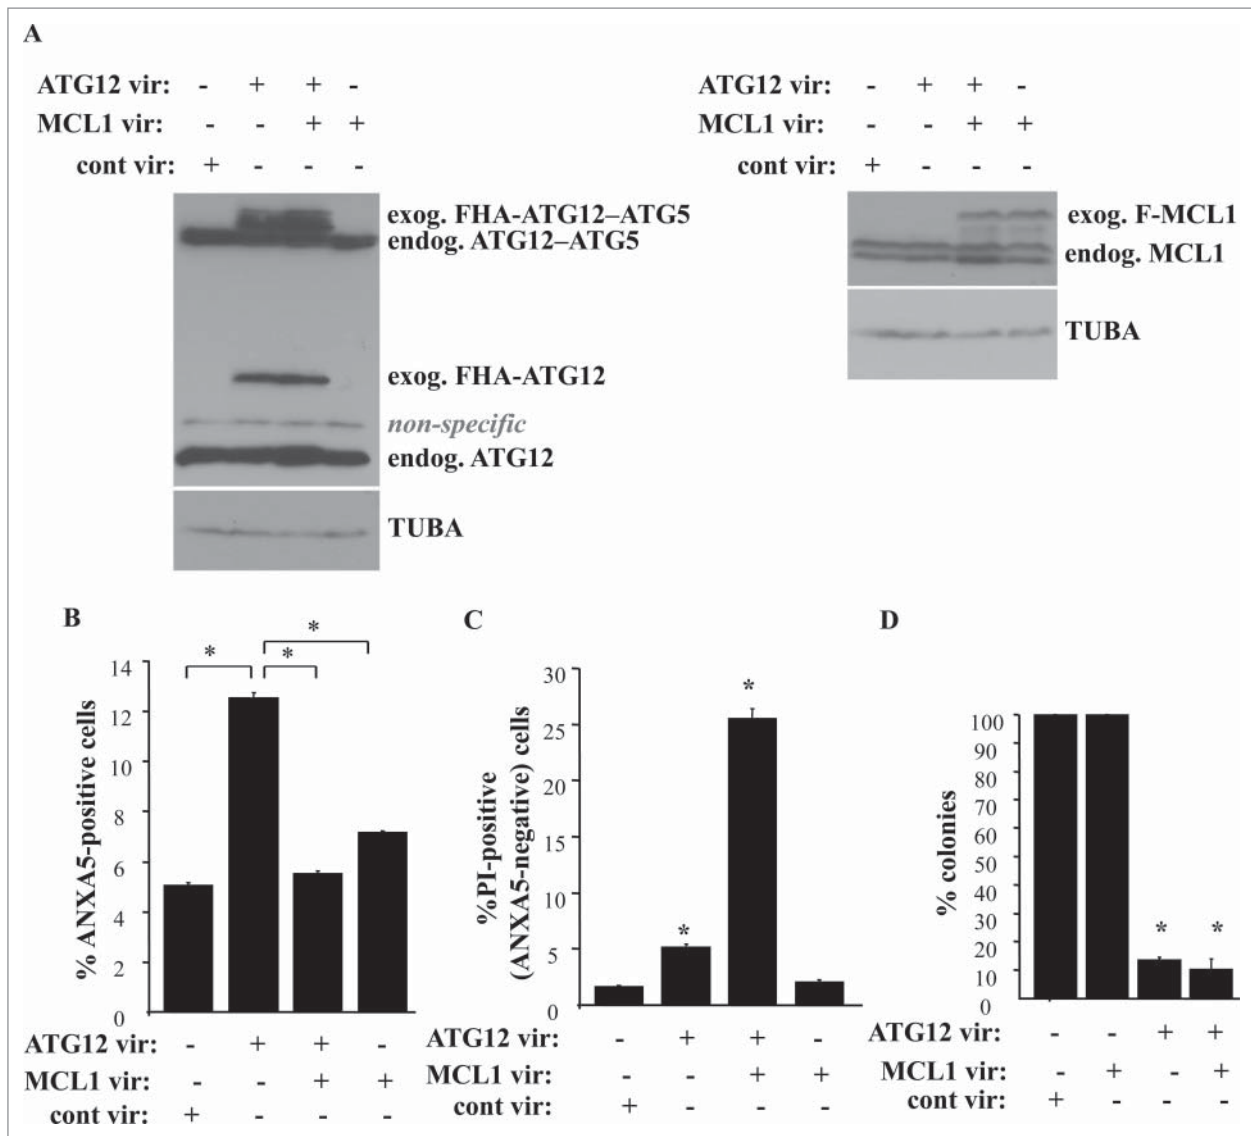 A
ATG12 vir: - + + -
MCL1 vir: - - + +
cont vir: + - - -
exog. FHA-ATG12–ATG5
endog. ATG12–ATG5
exog. FHA-ATG12
non-specific
endog. ATG12
TUBA
ATG12 vir: - + + -
MCL1 vir: - - + +
cont vir: + - - -
exog. F-MCL1
endog. MCL1
TUBA
B
% ANXA5-positive cells
14
12
10
8
6
4
2
0
* * *
ATG12 vir: - + + -
MCL1 vir: - - + +
cont vir: + - - -
C
%PI-positive
(ANXA5-negative) cells
30
25
20
15
10
5
0
* *
ATG12 vir: - + + -
MCL1 vir: - - + +
cont vir: + - - -
D
% colonies
100
90
80
70
60
50
40
30
20
10
0
* *
ATG12 vir: - - + +
MCL1 vir: - + - +
cont vir: + - - -